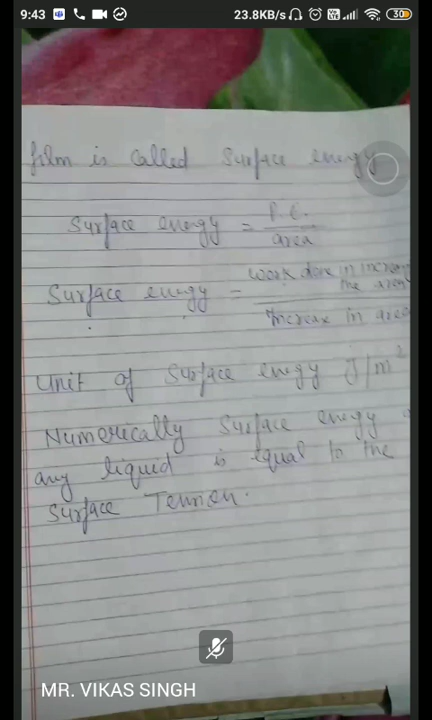 9:43
23.8KB/s
30
film is called Surface energy
Surface energy = P.E. / area
Surface energy = work done in increasing the area / Increase in area
Unit of Surface energy J/m²
Numerically Surface energy of
any liquid is equal to the
Surface Tension.
MR. VIKAS SINGH